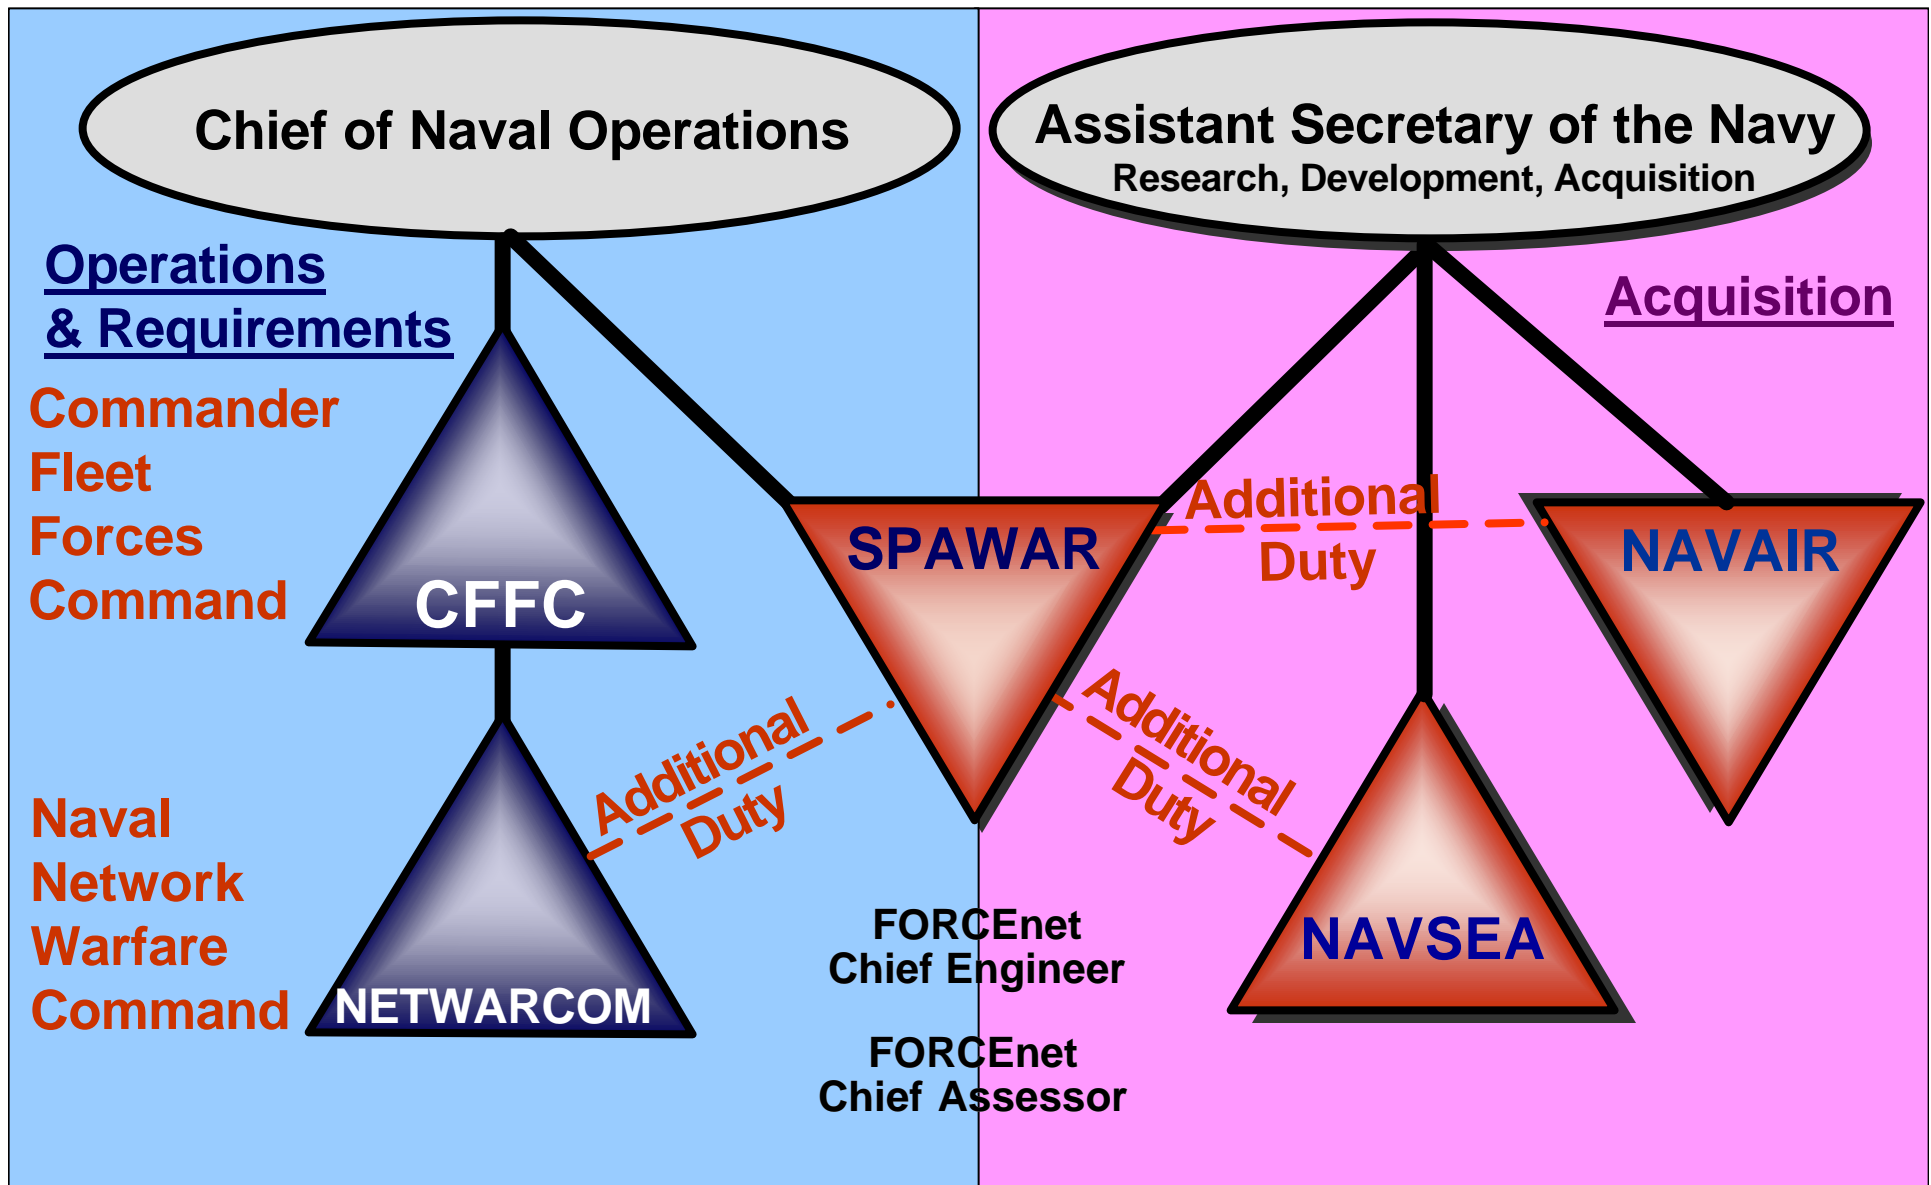 Chief of Naval Operations
Assistant Secretary of the Navy
Research, Development, Acquisition
Operations
& Requirements
Acquisition
Commander
Fleet
Forces
Command
CFFC
SPAWAR
Additional
Duty
NAVAIR
Additional
Duty
Additional
Duty
Naval
Network
Warfare
Command
NETWARCOM
FORCEnet
Chief Engineer
NAVSEA
FORCEnet
Chief Assessor